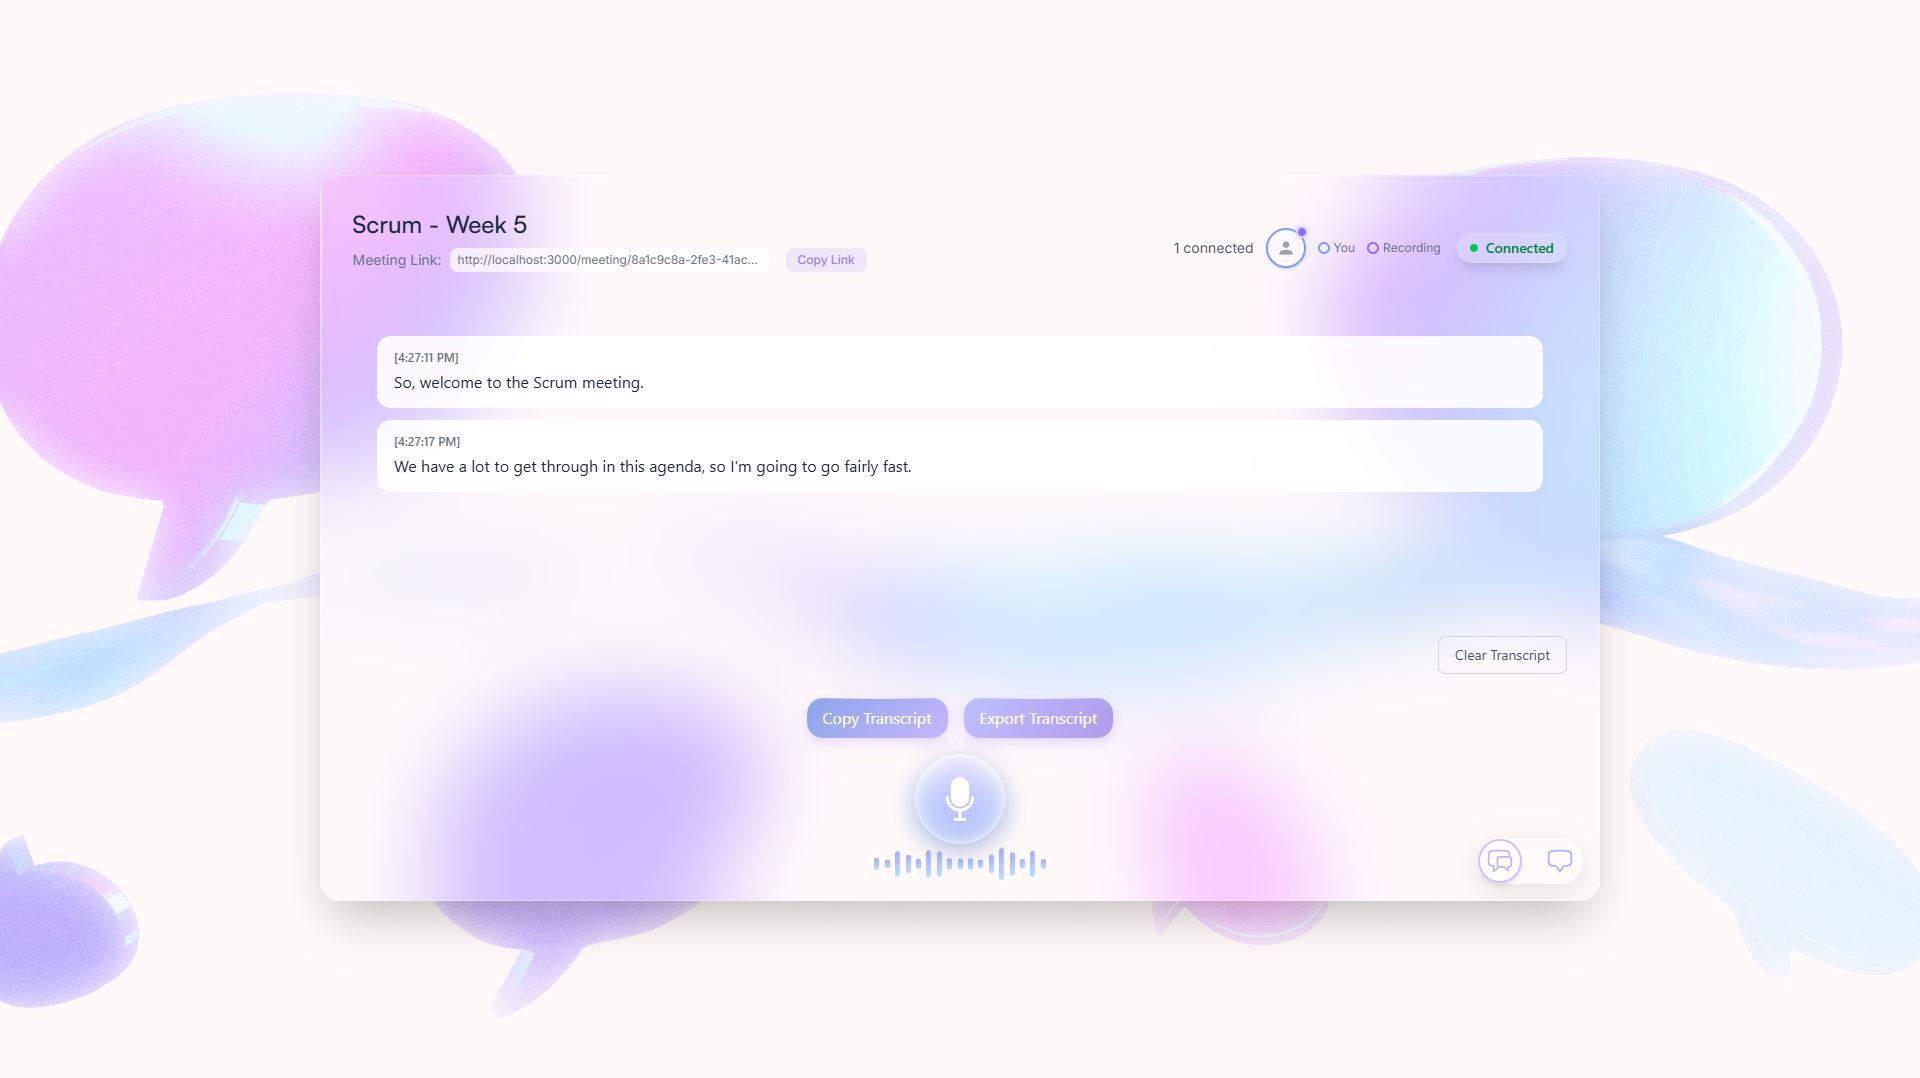 Scrum - Week 5
Meeting Link: http://localhost:3000/meeting/8a1c9c8a-2fe3-41ac... Copy Link
1 connected You Recording Connected
[4:27:11 PM]
So, welcome to the Scrum meeting.
[4:27:17 PM]
We have a lot to get through in this agenda, so I'm going to go fairly fast.
Clear Transcript
Copy Transcript Export Transcript